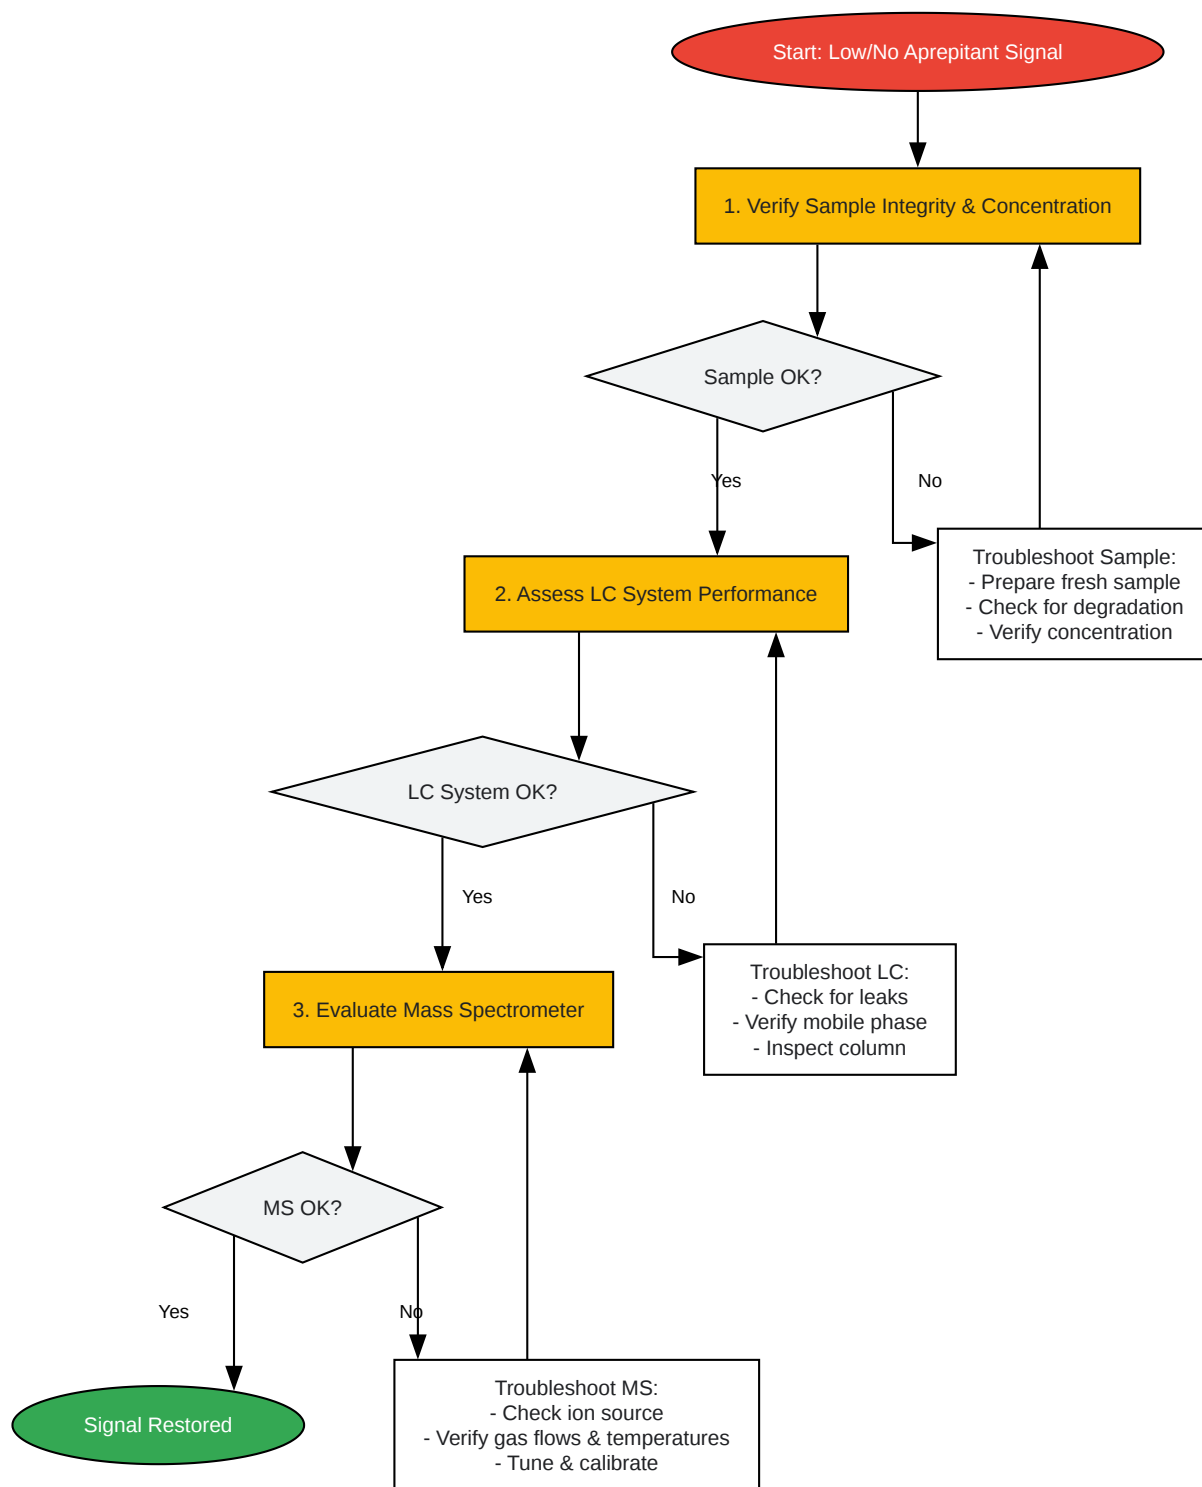 Start: Low/No Aprepitant Signal
1. Verify Sample Integrity & Concentration
Sample OK?
Yes
No
Troubleshoot Sample:
- Prepare fresh sample
- Check for degradation
- Verify concentration
2. Assess LC System Performance
LC System OK?
Yes
No
Troubleshoot LC:
- Check for leaks
- Verify mobile phase
- Inspect column
3. Evaluate Mass Spectrometer
MS OK?
Yes
No
Troubleshoot MS:
- Check ion source
- Verify gas flows & temperatures
- Tune & calibrate
Signal Restored